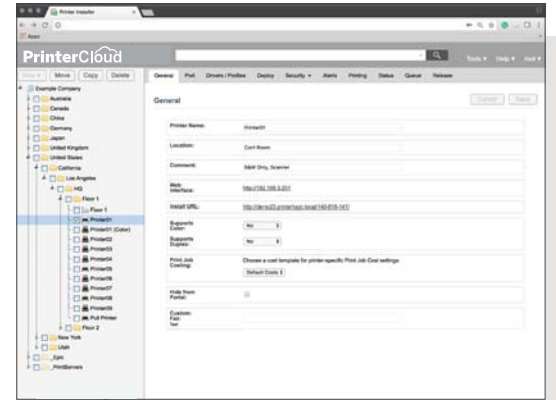 Printer Installer
Apps
PrinterCloud
Tools Help
Move Copy Delete
General Port Drivers / Profiles Deploy Security Alerts Printing Status Queue Release
Example Company
Australia
Canada
China
Germany
Japan
United Kingdom
United States
California
Los Angeles
HQ
Floor 1
Floor 1
Printer01
Printer01 (Color)
Printer02
Printer03
Printer04
Printer05
Printer06
Printer07
Printer08
Printer09
Pull Printer
Floor 2
New York
Utah
_Epic
_PrintServers
General
Cancel Save
Printer Name: Printer01
Location: Conf Room
Comment: B&W Only, Scanner
Web
Interface:
Install URL:
Supports
Color: No
Supports
Duplex: No
Print Job
Costing: Choose a cost template for printer-specific Print Job Cost settings
Default Costs
Hide from
Portal:
Custom:
Fax: